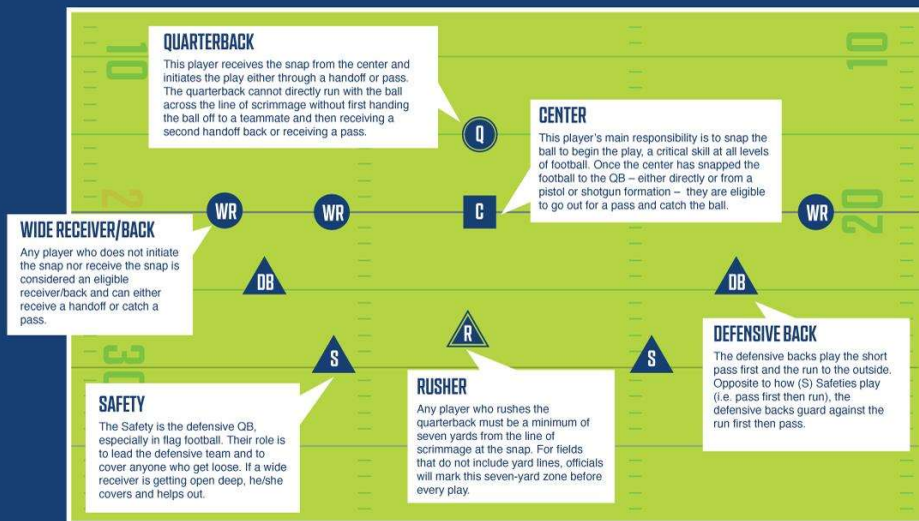 QUARTERBACK
This player receives the snap from the center and
initiates the play either through a handoff or pass.
The quarterback cannot directly run with the ball
across the line of scrimmage without first handing
the ball off to a teammate and then receiving a
second handoff back or receiving a pass.
10
10
Q
CENTER
This player's main responsibility is to snap the
ball to begin the play, a critical skill at all levels
of football. Once the center has snapped the
football to the QB – either directly or from a
pistol or shotgun formation – they are eligible
to go out for a pass and catch the ball.
2
WR
WR
C
WR
20
WIDE RECEIVER/BACK
Any player who does not initiate
the snap nor receive the snap is
considered an eligible
receiver/back and can either
receive a handoff or catch a
pass.
DB
DB
30
S
R
S
DEFENSIVE BACK
The defensive backs play the short
pass first and the run to the outside.
Opposite to how (S) Safeties play
(i.e. pass first then run), the
defensive backs guard against the
run first then pass.
SAFETY
The Safety is the defensive QB,
especially in flag football. Their role is
to lead the defensive team and to
cover anyone who get loose. If a wide
receiver is getting open deep, he/she
covers and helps out.
RUSHER
Any player who rushes the
quarterback must be a minimum of
seven yards from the line of
scrimmage at the snap. For fields
that do not include yard lines, officials
will mark this seven-yard zone before
every play.